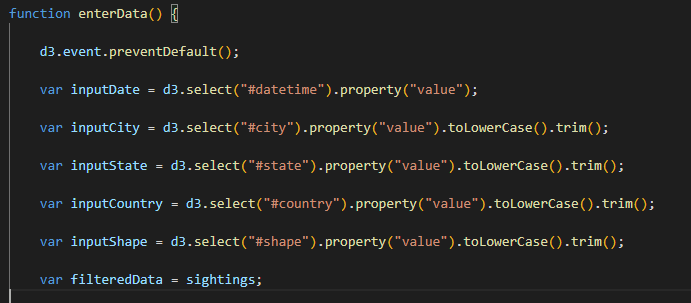 function enterData() {
d3.event.preventDefault();
var inputDate = d3.select("#datetime").property("value");
var inputCity = d3.select("#city").property("value").toLowerCase().trim();
var inputState = d3.select("#state").property("value").toLowerCase().trim();
var inputCountry = d3.select("#country").property("value").toLowerCase().trim();
var inputShape = d3.select("#shape").property("value").toLowerCase().trim();
var filteredData = sightings;